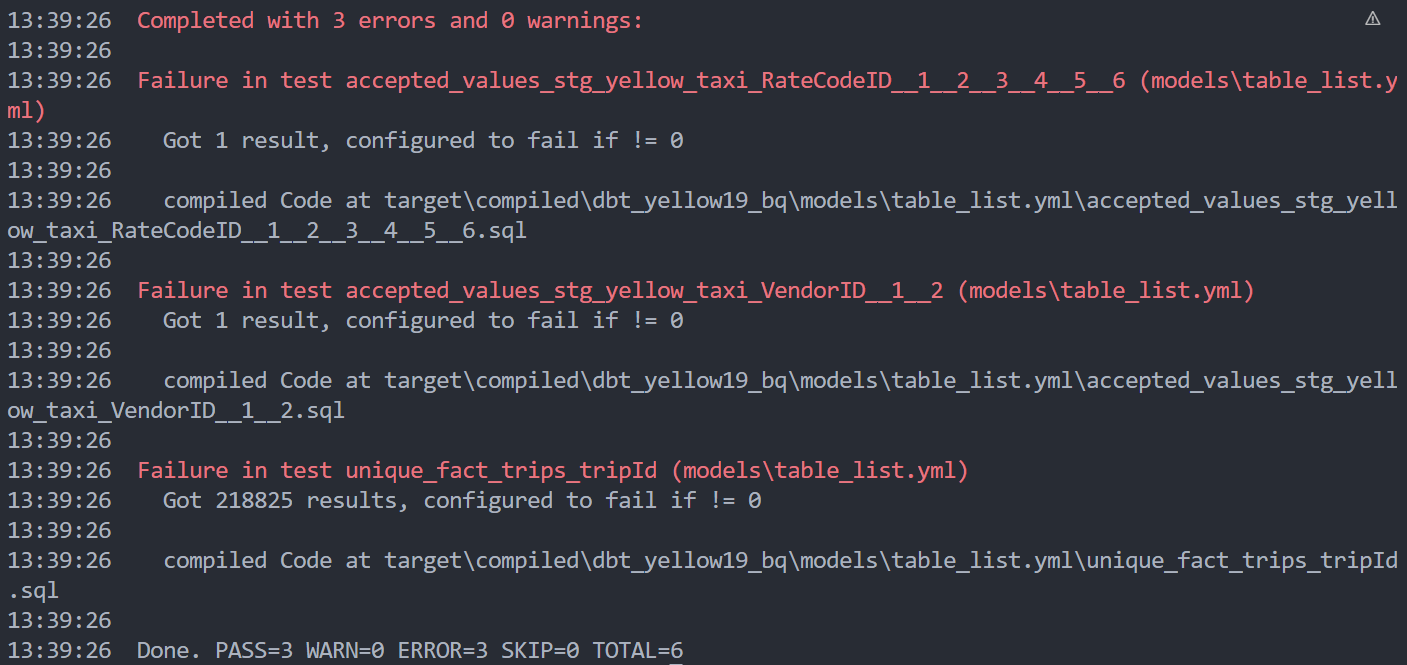 13:39:26  Completed with 3 errors and 0 warnings:
13:39:26
13:39:26  Failure in test accepted_values_stg_yellow_taxi_RateCodeID__1__2__3__4__5__6 (models\table_list.y
ml)
13:39:26    Got 1 result, configured to fail if != 0
13:39:26
13:39:26    compiled Code at target\compiled\dbt_yellow19_bq\models\table_list.yml\accepted_values_stg_yell
ow_taxi_RateCodeID__1__2__3__4__5__6.sql
13:39:26
13:39:26  Failure in test accepted_values_stg_yellow_taxi_VendorID__1__2 (models\table_list.yml)
13:39:26    Got 1 result, configured to fail if != 0
13:39:26
13:39:26    compiled Code at target\compiled\dbt_yellow19_bq\models\table_list.yml\accepted_values_stg_yell
ow_taxi_VendorID__1__2.sql
13:39:26
13:39:26  Failure in test unique_fact_trips_tripId (models\table_list.yml)
13:39:26    Got 218825 results, configured to fail if != 0
13:39:26
13:39:26    compiled Code at target\compiled\dbt_yellow19_bq\models\table_list.yml\unique_fact_trips_tripId
.sql
13:39:26
13:39:26  Done. PASS=3 WARN=0 ERROR=3 SKIP=0 TOTAL=6